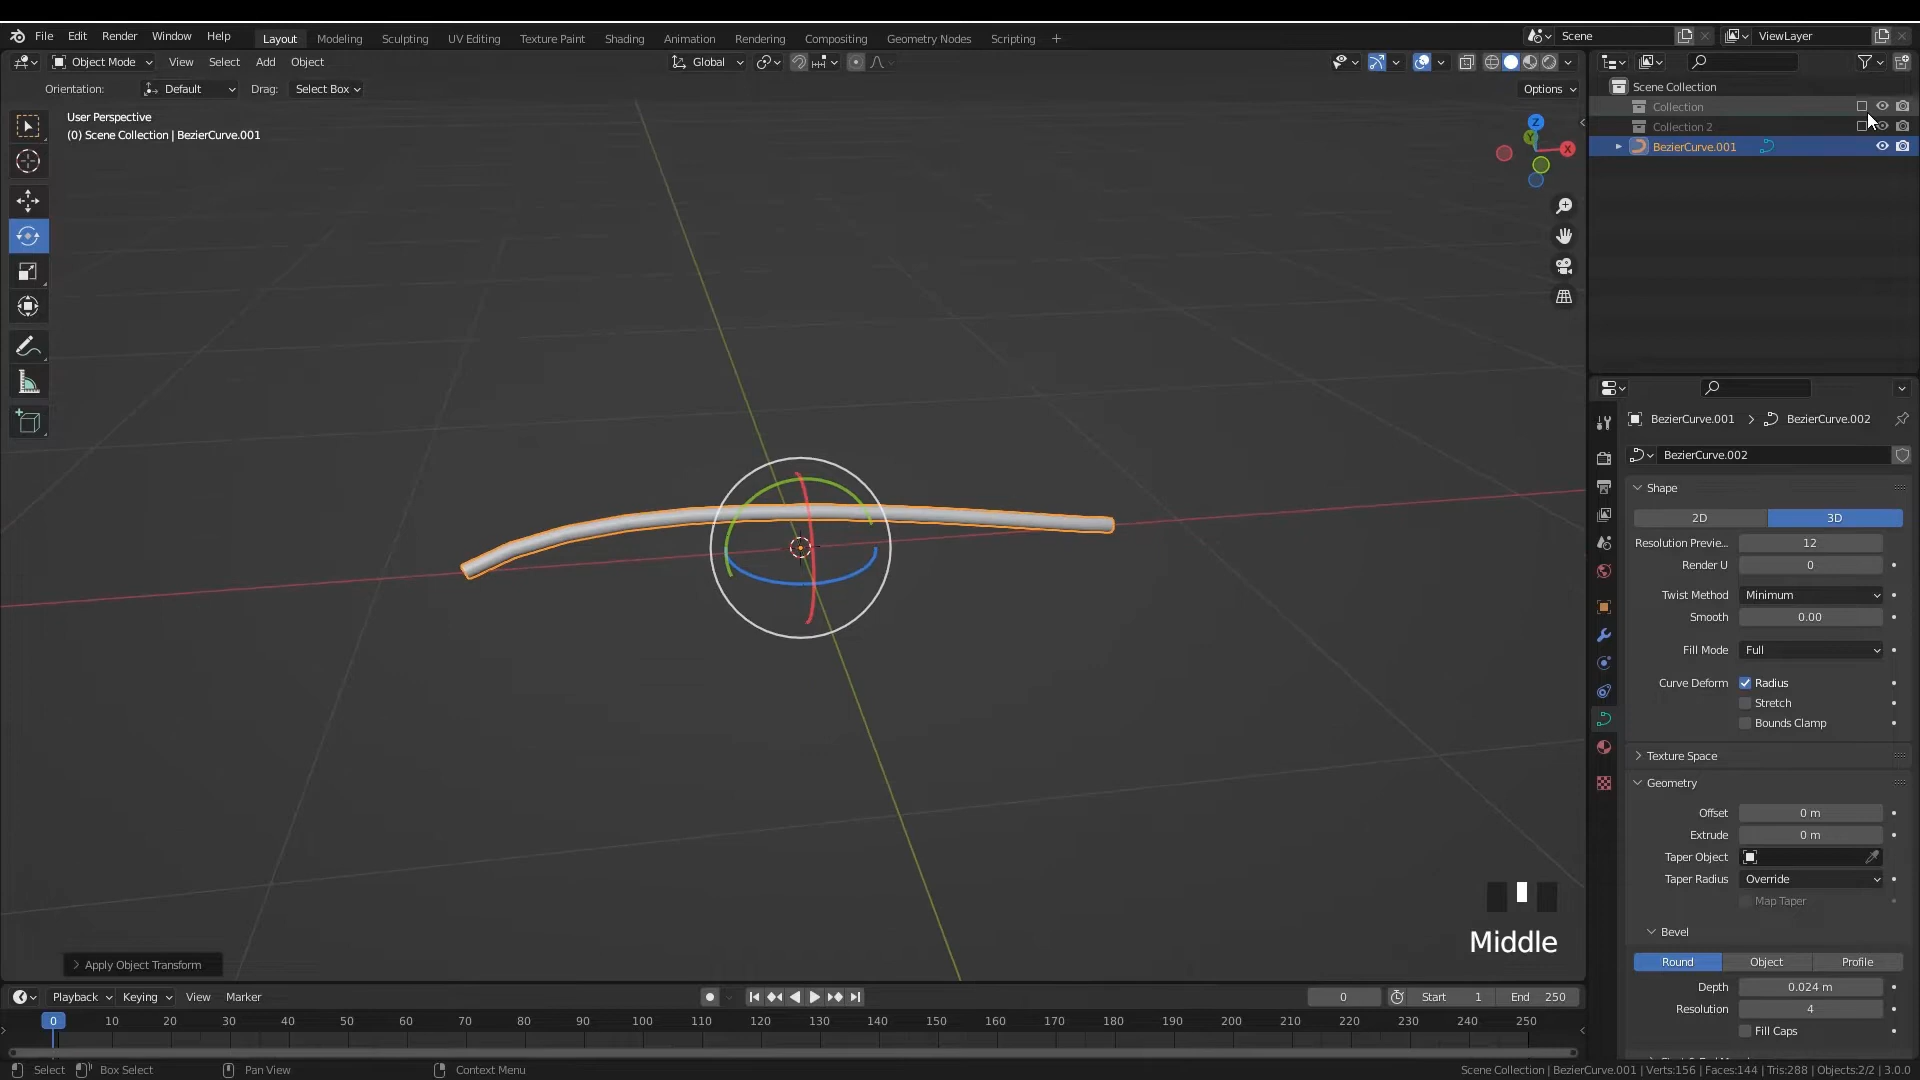 File Edit Render Window Help Layout Modeling Sculpting UV Editing Texture Paint Shading Animation Rendering Compositing Geometry Nodes Scripting + Scene ViewLayer
Object Mode View Select Add Object Global
Orientation: Default Drag: Select Box Options
User Perspective
(0) Scene Collection | BezierCurve.001
Z
Y
X
Scene Collection
Collection
Collection 2
BezierCurve.001
BezierCurve.001 > BezierCurve.002
BezierCurve.002
Shape
2D 3D
Resolution Previe... 12
Render U 0
Twist Method Minimum
Smooth 0.00
Fill Mode Full
Curve Deform Radius
Stretch
Bounds Clamp
Texture Space
Geometry
Offset 0 m
Extrude 0 m
Taper Object
Taper Radius Override
Map Taper
Bevel
Round Object Profile
Depth 0.024 m
Resolution 4
Fill Caps
Middle
Apply Object Transform
Playback Keying View Marker 0 Start 1 End 250
0 10 20 30 40 50 60 70 80 90 100 110 120 130 140 150 160 170 180 190 200 210 220 230 240 250
Select Box Select Pan View Context Menu Scene Collection | BezierCurve.001 | Verts:156 | Faces:144 | Tris:288 | Objects:2/2 | 3.0.0